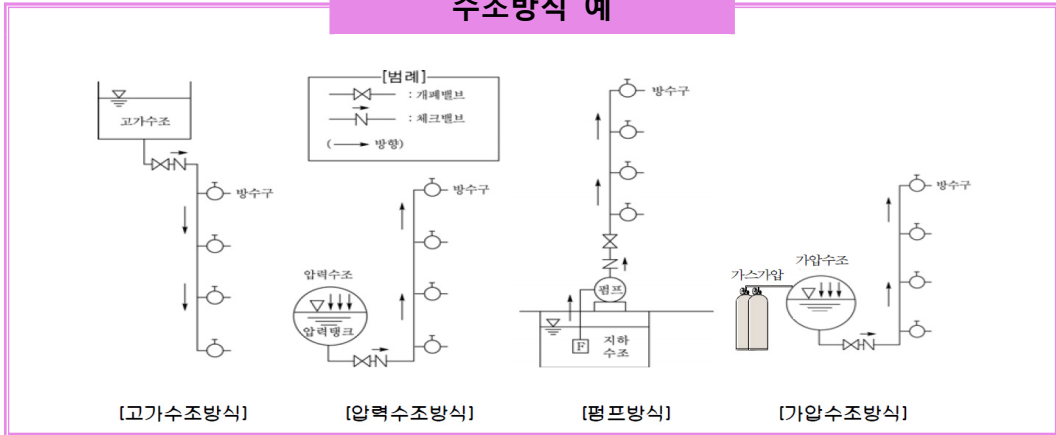 수조방식 예
고가수조
방수구
[고가수조방식]
[범례]
: 개폐밸브
: 체크밸브
( 방향)
압력수조
압력탱크
방수구
[압력수조방식]
방수구
펌프
F
지하
수조
[펌프방식]
가스가압
가압수조
방수구
[가압수조방식]